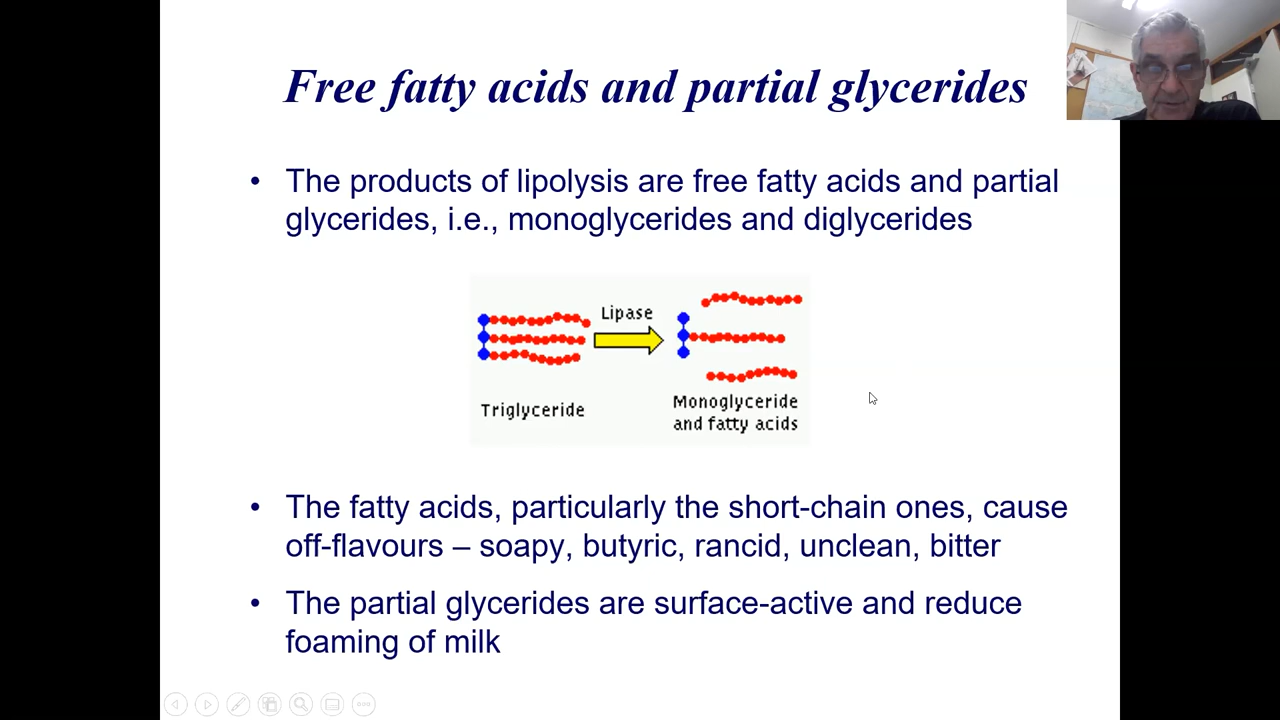 Free fatty acids and partial glycerides
• The products of lipolysis are free fatty acids and partial
glycerides, i.e., monoglycerides and diglycerides
Lipase
Triglyceride
Monoglyceride
and fatty acids
• The fatty acids, particularly the short-chain ones, cause
off-flavours – soapy, butyric, rancid, unclean, bitter
• The partial glycerides are surface-active and reduce
foaming of milk